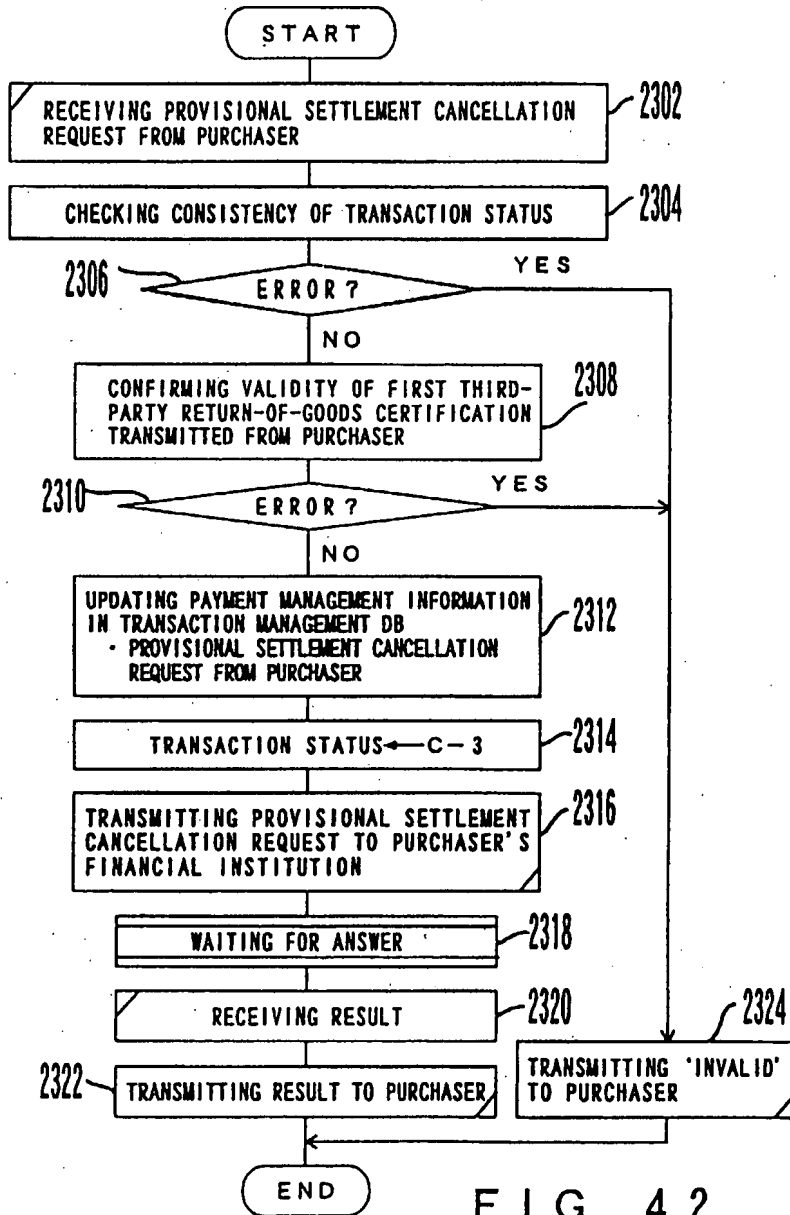 START
RECEIVING PROVISIONAL SETTLEMENT CANCELLATION
REQUEST FROM PURCHASER
2302
CHECKING CONSISTENCY OF TRANSACTION STATUS
2304
2306
ERROR?
YES
NO
CONFIRMING VALIDITY OF FIRST THIRD-
PARTY RETURN-OF-GOODS CERTIFICATION
TRANSMITTED FROM PURCHASER
2308
2310
ERROR?
YES
NO
UPDATING PAYMENT MANAGEMENT INFORMATION
IN TRANSACTION MANAGEMENT DB
• PROVISIONAL SETTLEMENT CANCELLATION
REQUEST FROM PURCHASER
2312
TRANSACTION STATUS←C-3
2314
TRANSMITTING PROVISIONAL SETTLEMENT
CANCELLATION REQUEST TO PURCHASER'S
FINANCIAL INSTITUTION
2316
WAITING FOR ANSWER
2318
RECEIVING RESULT
2320
2322
TRANSMITTING RESULT TO PURCHASER
2324
TRANSMITTING 'INVALID'
TO PURCHASER
END
FIG. 42